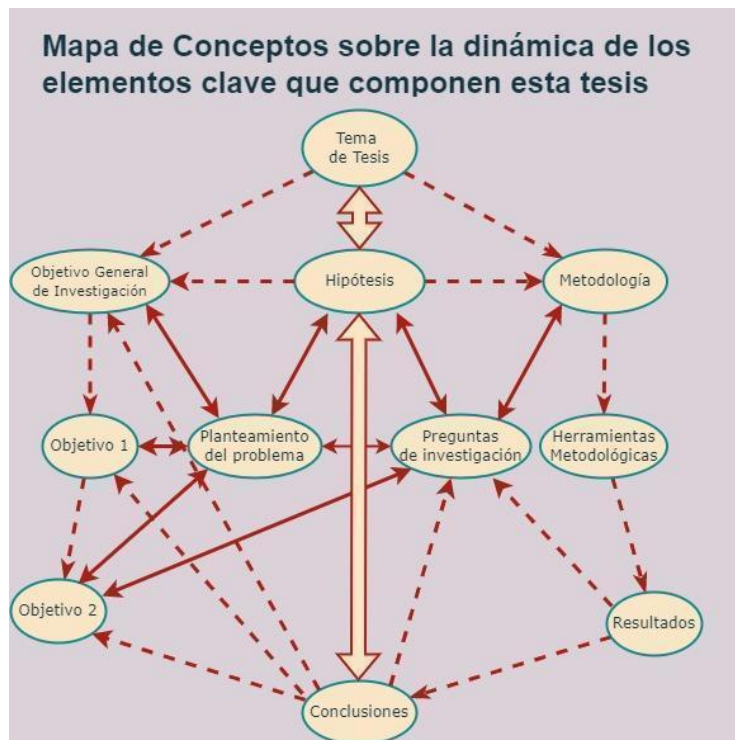 Mapa de Conceptos sobre la dinámica de los
elementos clave que componen esta tesis
Tema
de Tesis
Objetivo General
de Investigación
Hipótesis
Metodología
Objetivo 1
Planteamiento
del problema
Preguntas
de investigación
Herramientas
Metodológicas
Objetivo 2
Resultados
Conclusiones